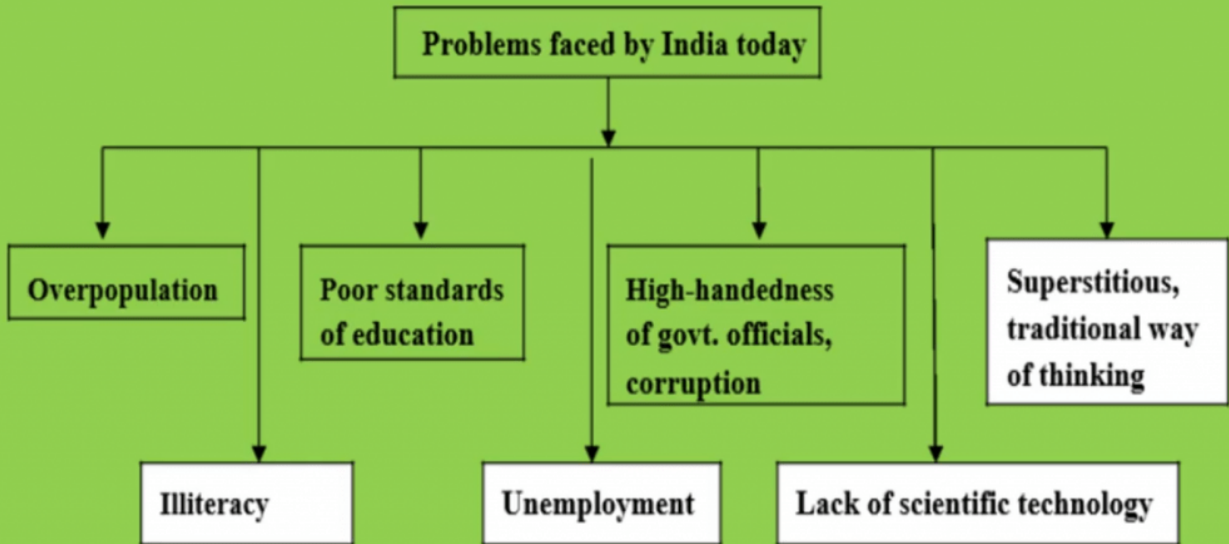 Problems faced by India today
Overpopulation
Poor standards
of education
High-handedness
of govt. officials,
corruption
Superstitious,
traditional way
of thinking
Illiteracy
Unemployment
Lack of scientific technology